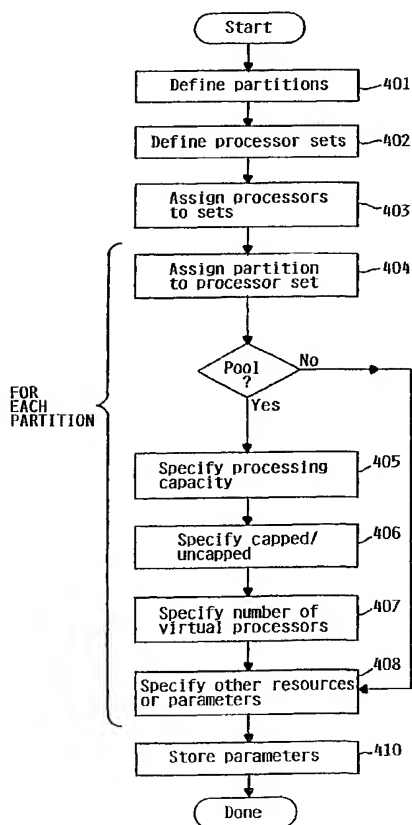 Start
Define partitions
401
Define processor sets
402
Assign processors
to sets
403
Assign partition
to processor set
404
Pool
?
No
Yes
FOR
EACH
PARTITION
Specify processing
capacity
405
Specify capped/
uncapped
406
Specify number of
virtual processors
407
Specify other resources
or parameters
408
Store parameters
410
Done